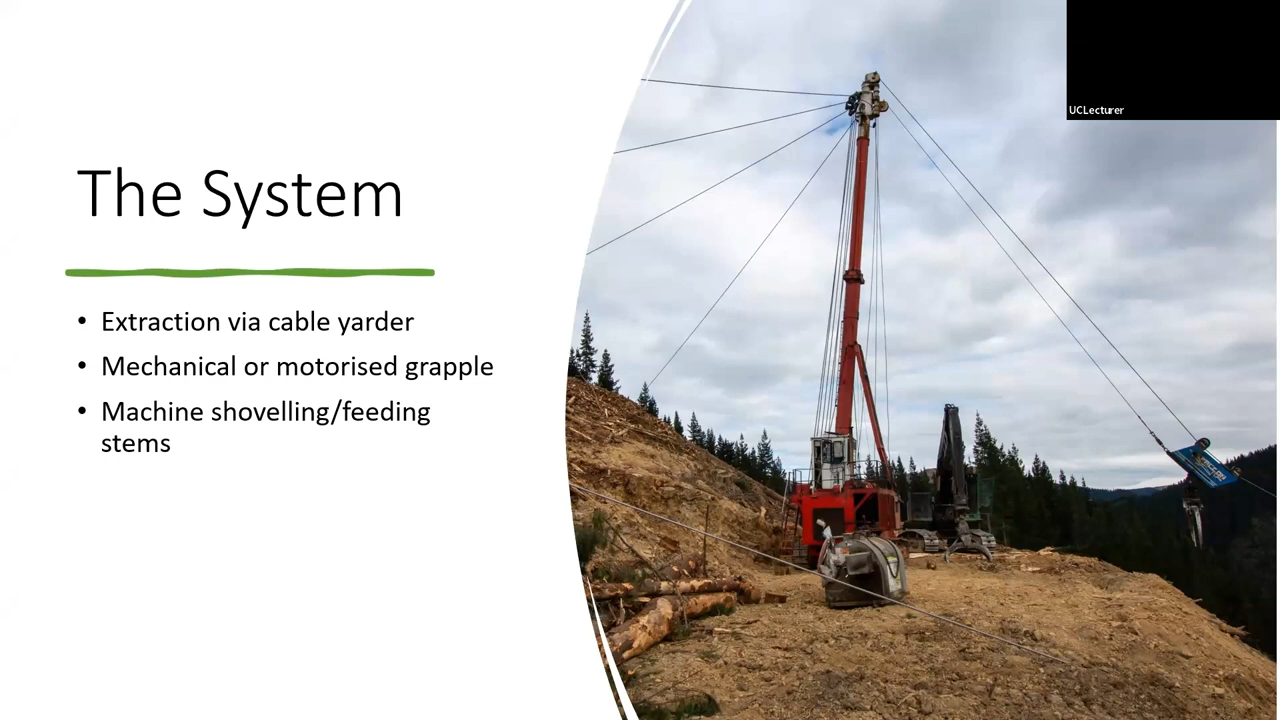 UCLecturer
The System
• Extraction via cable yarder
• Mechanical or motorised grapple
• Machine shovelling/feeding
stems